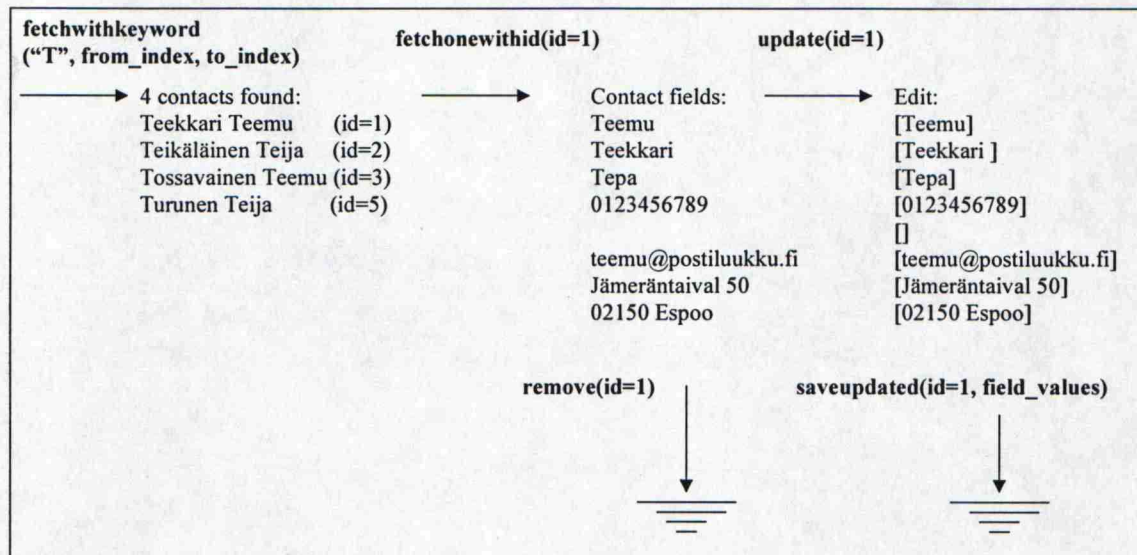 fetchwithkeyword
("T", from_index, to_index)
fetchonewithid(id=1)
update(id=1)
4 contacts found:
Teekkari Teemu (id=1)
Teikäläinen Teija (id=2)
Tossavainen Teemu (id=3)
Turunen Teija (id=5)
Contact fields:
Teemu
Teekkari
Tepa
0123456789
teemu@postiluukku.fi
Jämeräntaival 50
02150 Espoo
Edit:
[Teemu]
[Teekkari ]
[Tepa]
[0123456789]
[]
[teemu@postiluukku.fi]
[Jämeräntaival 50]
[02150 Espoo]
remove(id=1)
saveupdated(id=1, field_values)